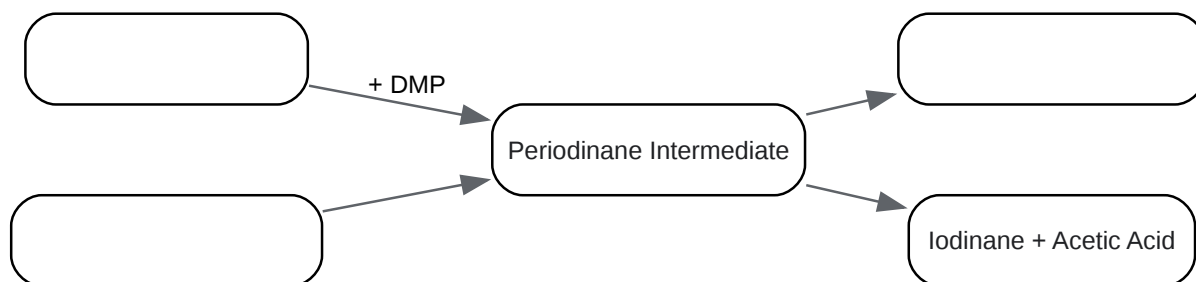 + DMP
Periodinane Intermediate
Iodinane + Acetic Acid